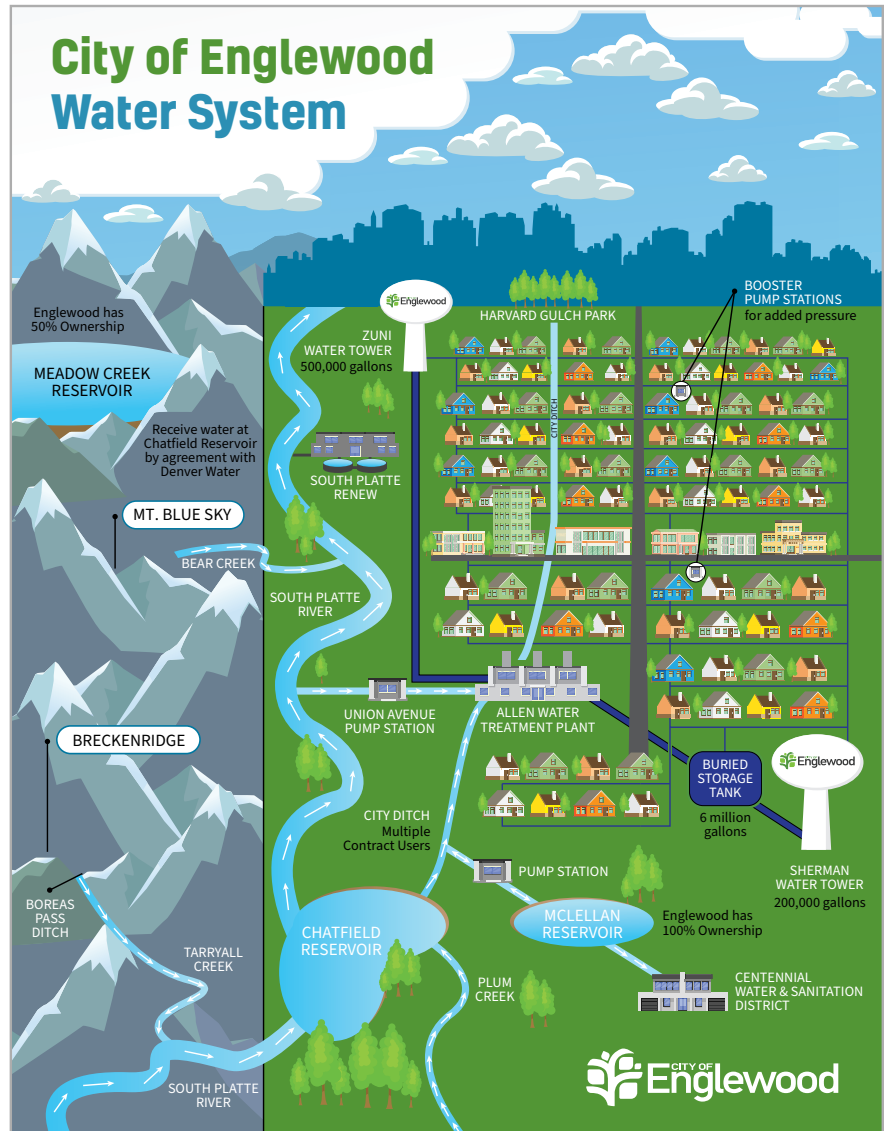 City of Englewood
Water System
Englewood has
50% Ownership
MEADOW CREEK
RESERVOIR
Receive water at
Chatfield Reservoir
by agreement with
Denver Water
MT. BLUE SKY
BEAR CREEK
BRECKENRIDGE
BOREAS
PASS
DITCH
TARRYALL
CREEK
SOUTH PLATTE
RIVER
Englewood
ZUNI
WATER TOWER
500,000 gallons
HARVARD GULCH PARK
BOOSTER
PUMP STATIONS
for added pressure
CITY DITCH
SOUTH PLATTE
RENEW
SOUTH PLATTE
RIVER
UNION AVENUE
PUMP STATION
ALLEN WATER
TREATMENT PLANT
BURIED
STORAGE
TANK
6 million
gallons
Englewood
SHERMAN
WATER TOWER
200,000 gallons
CITY DITCH
Multiple
Contract Users
PUMP STATION
CHATFIELD
RESERVOIR
MCLELLAN
RESERVOIR
Englewood has
100% Ownership
PLUM
CREEK
CENTENNIAL
WATER & SANITATION
DISTRICT
CITY OF
Englewood